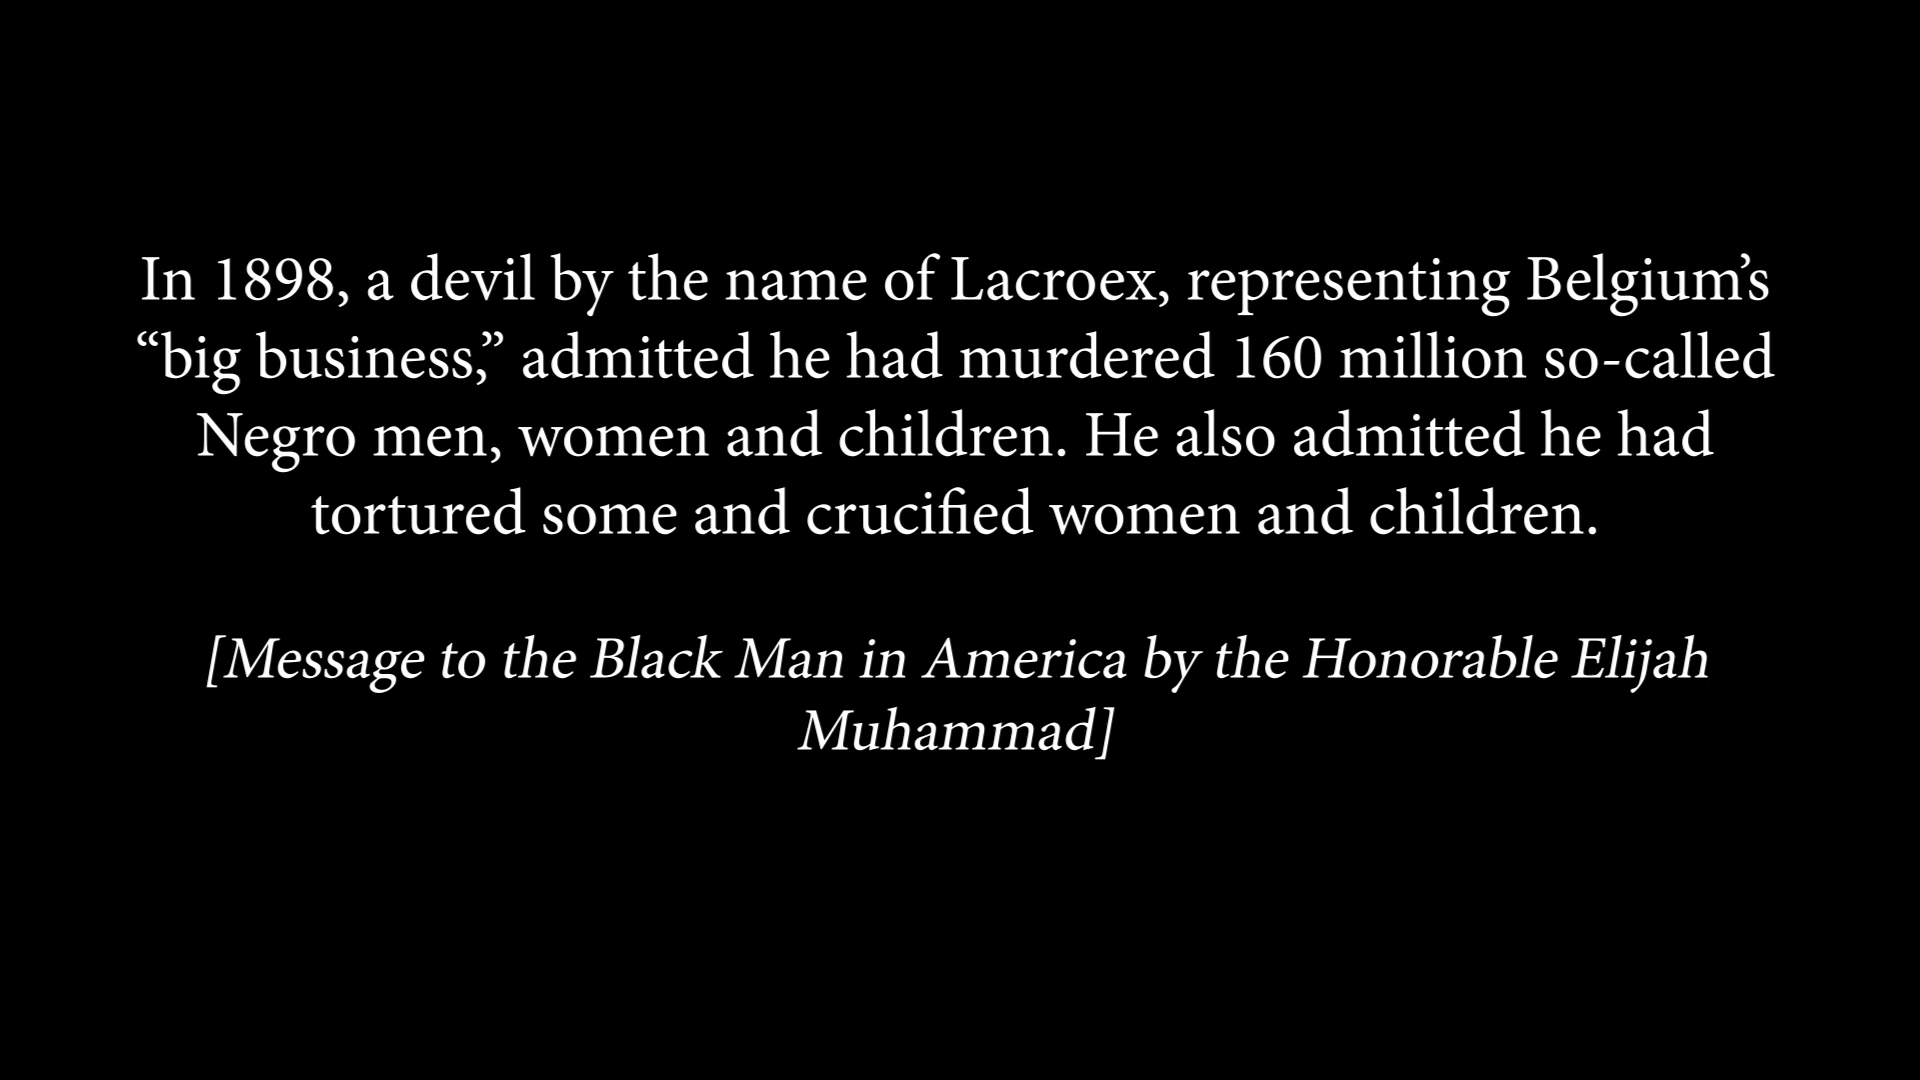 In 1898, a devil by the name of Lacroex, representing Belgium’s
“big business,” admitted he had murdered 160 million so-called
Negro men, women and children. He also admitted he had
tortured some and crucified women and children.
[Message to the Black Man in America by the Honorable Elijah
Muhammad]